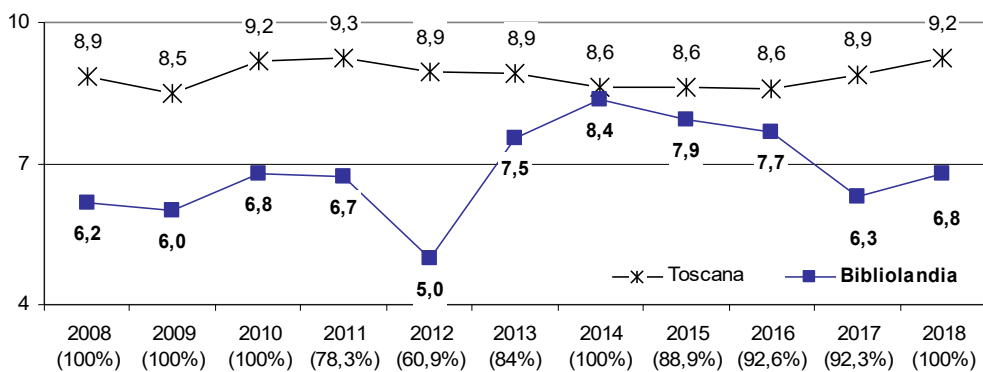 10
7
4
8,9 8,5 9,2 9,3 8,9 8,9 8,6 8,6 8,6 8,9 9,2
6,2 6,0 6,8 6,7 5,0 7,5 8,4 7,9 7,7 6,3 6,8
Toscana Bibliolandia
2008 2009 2010 2011 2012 2013 2014 2015 2016 2017 2018
(100%) (100%) (100%) (78,3%) (60,9%) (84%) (100%) (88,9%) (92,6%) (92,3%) (100%)